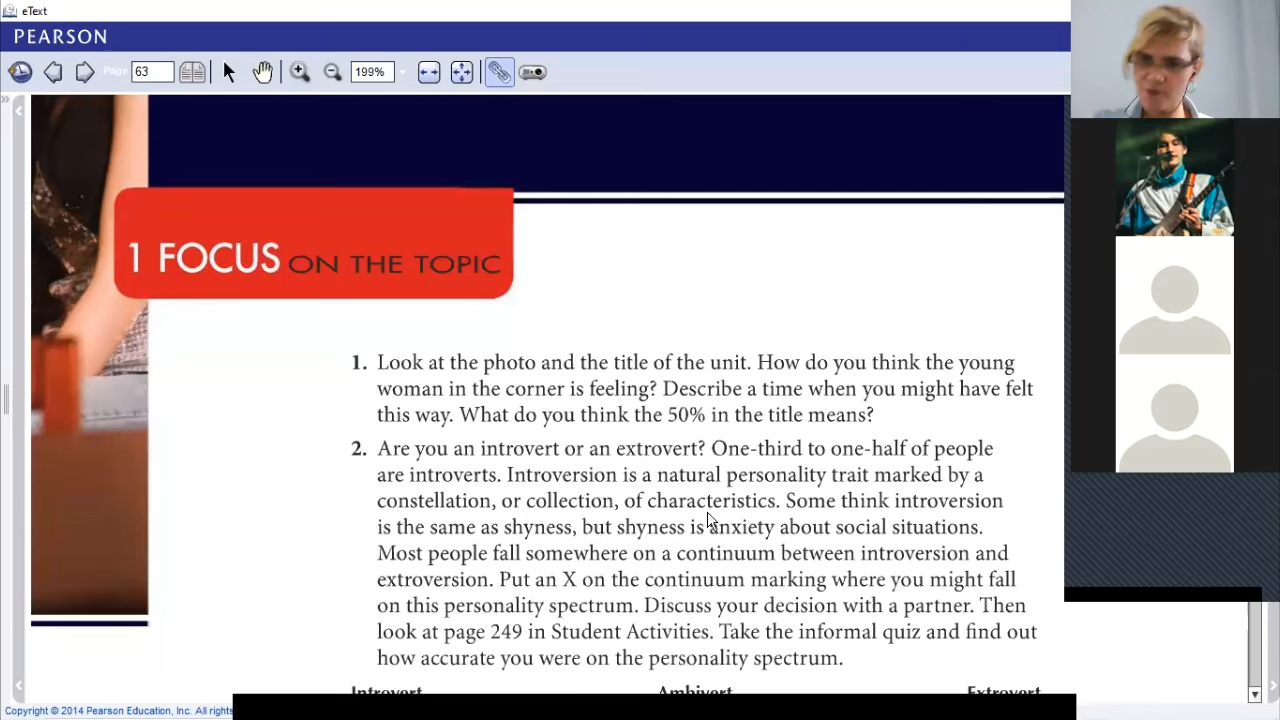 eText
PEARSON
Page 63
199%
1 FOCUS ON THE TOPIC
1. Look at the photo and the title of the unit. How do you think the young
woman in the corner is feeling? Describe a time when you might have felt
this way. What do you think the 50% in the title means?
2. Are you an introvert or an extrovert? One-third to one-half of people
are introverts. Introversion is a natural personality trait marked by a
constellation, or collection, of characteristics. Some think introversion
is the same as shyness, but shyness is anxiety about social situations.
Most people fall somewhere on a continuum between introversion and
extroversion. Put an X on the continuum marking where you might fall
on this personality spectrum. Discuss your decision with a partner. Then
look at page 249 in Student Activities. Take the informal quiz and find out
how accurate you were on the personality spectrum.
Introvert Ambivert Extrovert
Copyright © 2014 Pearson Education, Inc. All rights